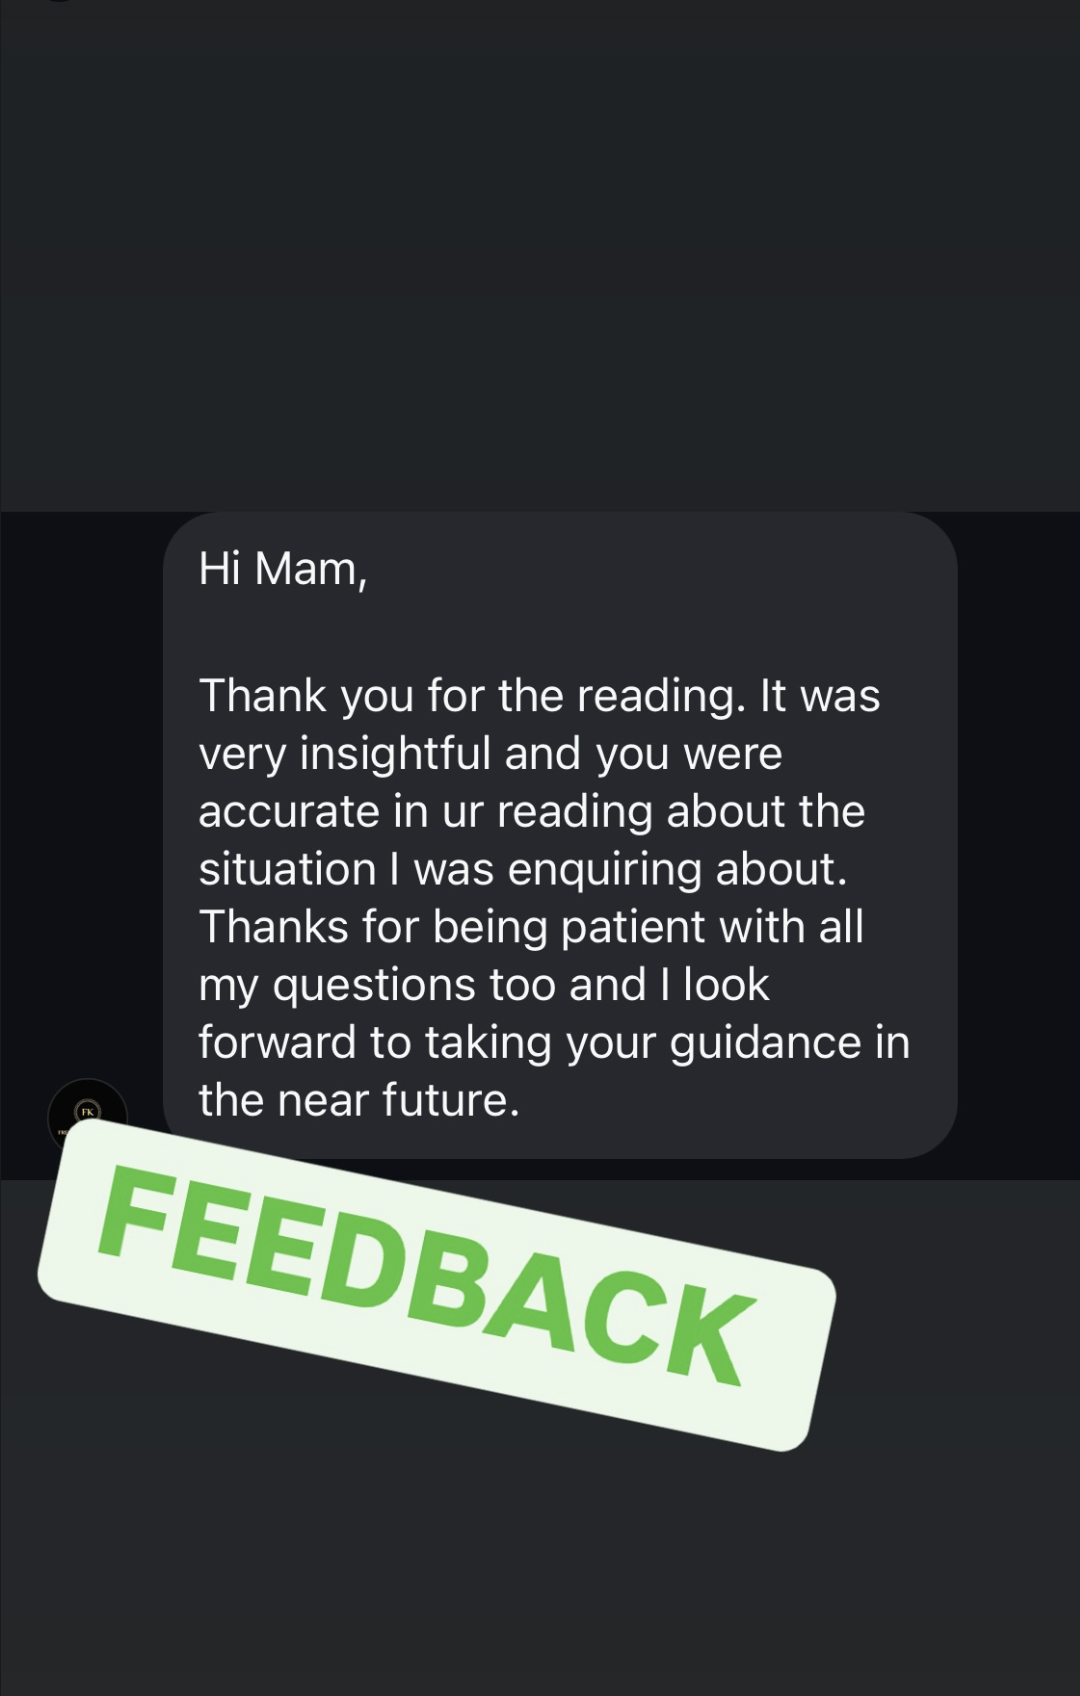 Hi Mam,
Thank you for the reading. It was
very insightful and you were
accurate in ur reading about the
situation I was enquiring about.
Thanks for being patient with all
my questions too and I look
forward to taking your guidance in
the near future.
FK
FEEDBACK